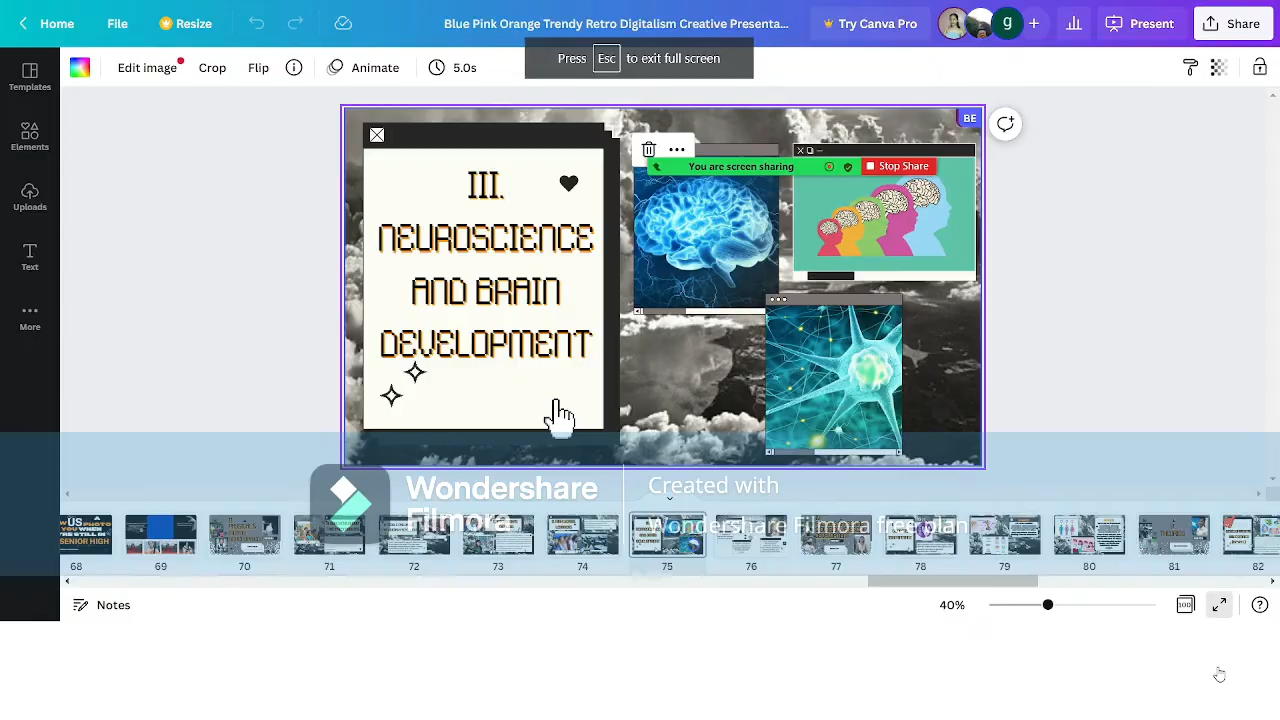 Home File Resize Blue Pink Orange Trendy Retro Digitalism Creative Presenta... Try Canva Pro g + Present Share
Press Esc to exit full screen
Edit image Crop Flip Animate 5.0s
Templates
Elements
Uploads
Text
More
BE
You are screen sharing Stop Share
III.
NEUROSCIENCE
AND BRAIN
DEVELOPMENT
Wondershare
Filmora
Created with
Wondershare Filmora free plan
68 69 70 71 72 73 74 75 76 77 78 79 80 81 82
Notes 40% 100 ?